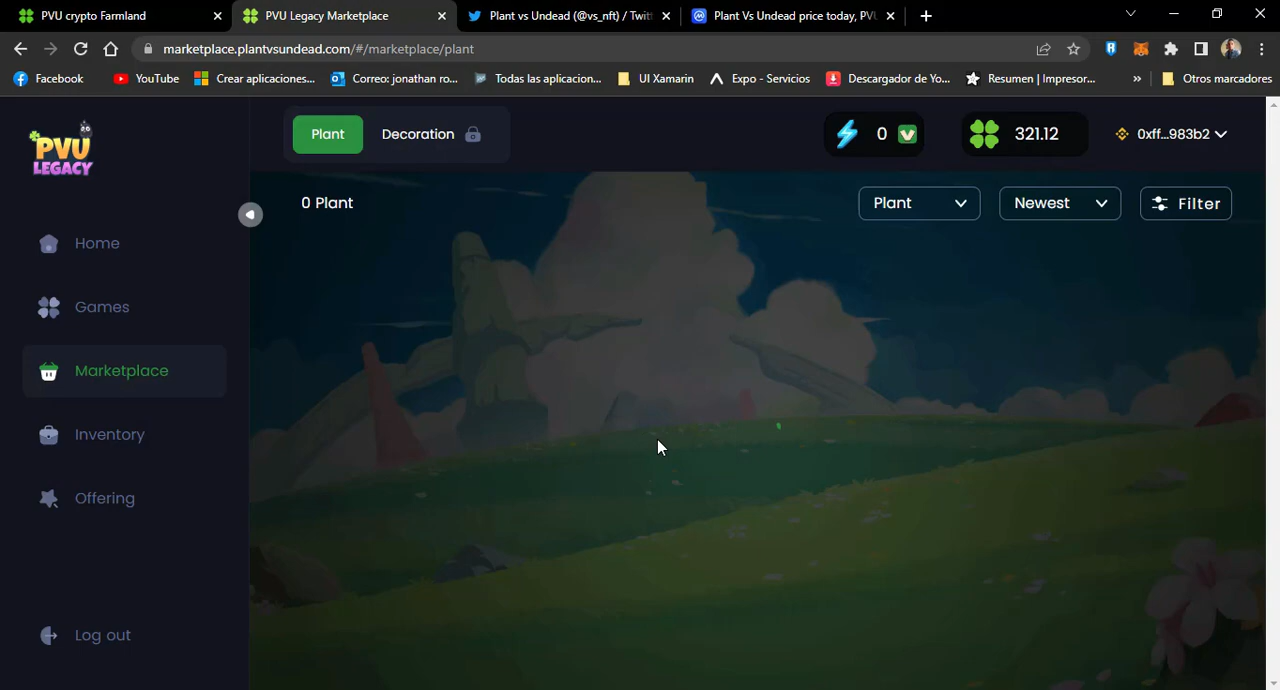 PVU crypto Farmland
PVU Legacy Marketplace
Plant vs Undead (@vs_nft) / Twitt
Plant Vs Undead price today, PVU
marketplace.plantvsundead.com/#/marketplace/plant
Facebook
YouTube
Crear aplicaciones...
Correo: jonathan ro...
Todas las aplicacion...
UI Xamarin
Expo - Servicios
Descargador de Yo...
Resumen | Impresor...
»
Otros marcadores
PVU
LEGACY
Plant
Decoration
0
321.12
0xff...983b2
0 Plant
Plant
Newest
Filter
Home
Games
Marketplace
Inventory
Offering
Log out